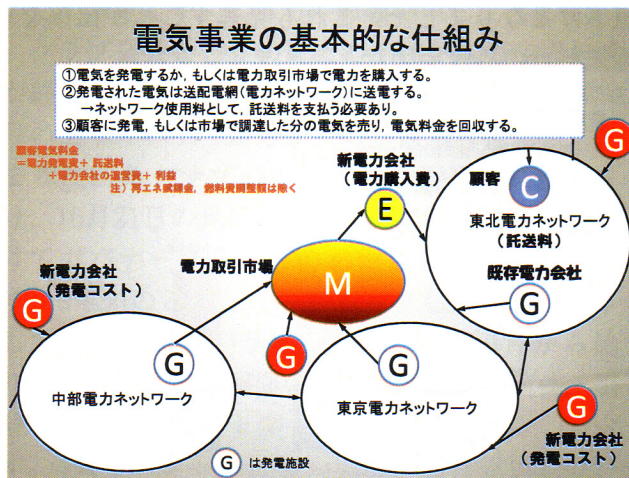 電気事業の基本的な仕組み
①電気を発電するか、もしくは電力取引市場で電力を購入する。
②発電された電気は送配電網(電力ネットワーク)に送電する。
→ネットワーク使用料として、託送料を支払う必要あり。
③顧客に発電、もしくは市場で調達した分の電気を売り、電気料金を回収する。
顧客電気料金
=電力発電費+ 託送料
+電力会社の運営費+ 利益
注）再エネ賦課金、燃料費調整額は除く
新電力会社
（電力購入費）
E
G
顧客
C
東北電力ネットワーク
（託送料）
既存電力会社
G
電力取引市場
M
新電力会社
（発電コスト）
G
G
中部電力ネットワーク
G
G
東京電力ネットワーク
G
新電力会社
（発電コスト）
G は発電施設